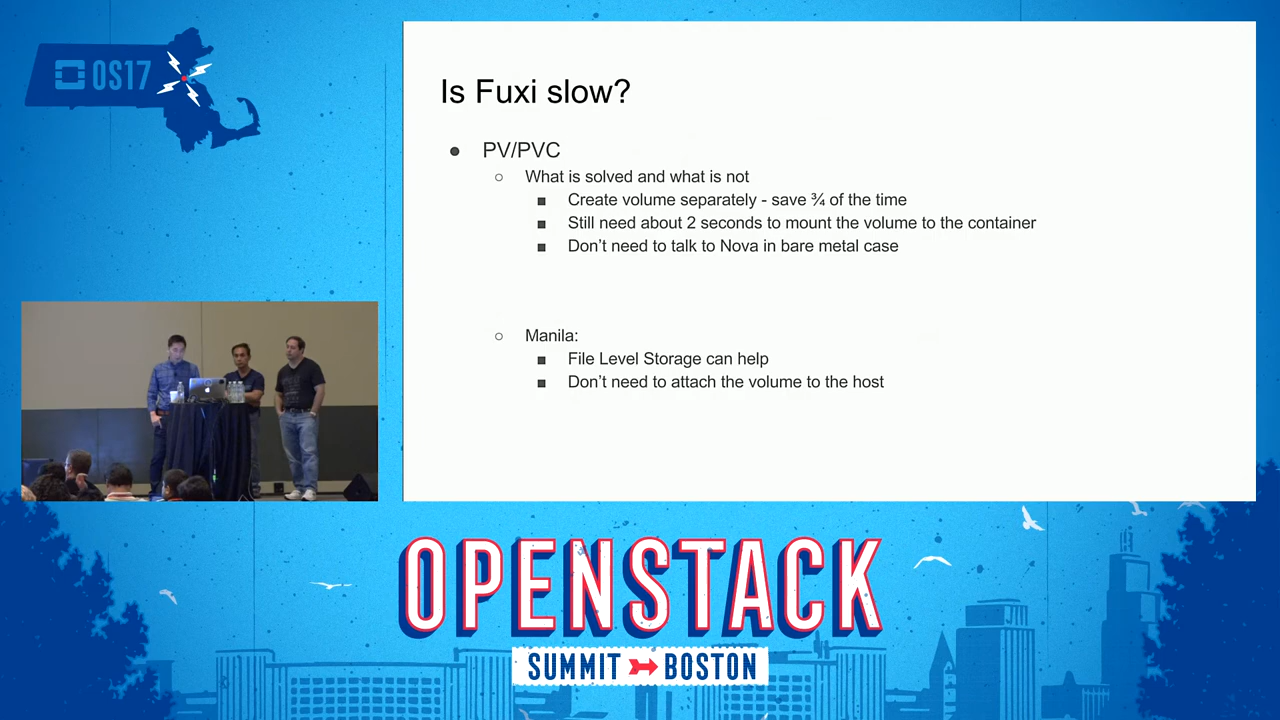 OS17
Is Fuxi slow?
● PV/PVC
○ What is solved and what is not
■ Create volume separately - save ¾ of the time
■ Still need about 2 seconds to mount the volume to the container
■ Don’t need to talk to Nova in bare metal case
○ Manila:
■ File Level Storage can help
■ Don’t need to attach the volume to the host
OPENSTACK
SUMMIT BOSTON